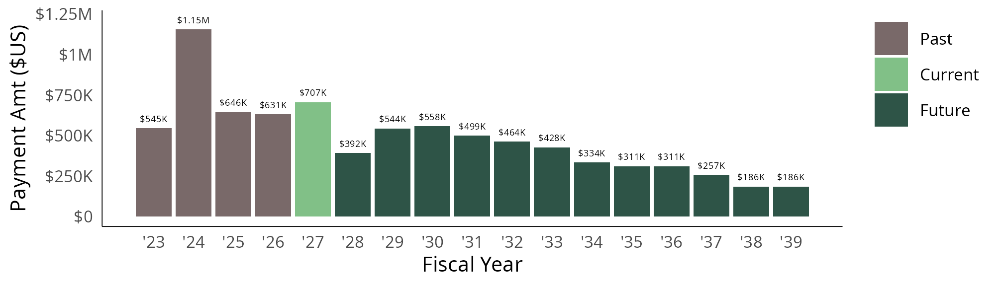 Payment Amt ($US)
$1.25M
$1M
$750K
$500K
$250K
$0
$545K
$1.15M
$646K
$631K
$707K
$392K
$544K
$558K
$499K
$464K
$428K
$334K
$311K
$311K
$257K
$186K
$186K
'23 '24 '25 '26 '27 '28 '29 '30 '31 '32 '33 '34 '35 '36 '37 '38 '39
Fiscal Year
Past
Current
Future